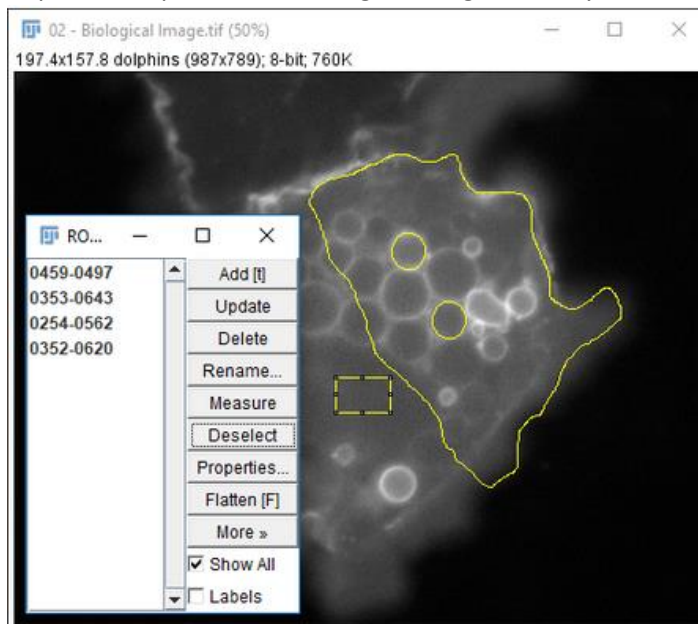 02 - Biological Image.tif (50%)
197.4x157.8 dolphins (987x789); 8-bit; 760K
RO...
0459-0497
0353-0643
0254-0562
0352-0620
Add [t]
Update
Delete
Rename...
Measure
Deselect
Properties...
Flatten [F]
More »
Show All
Labels